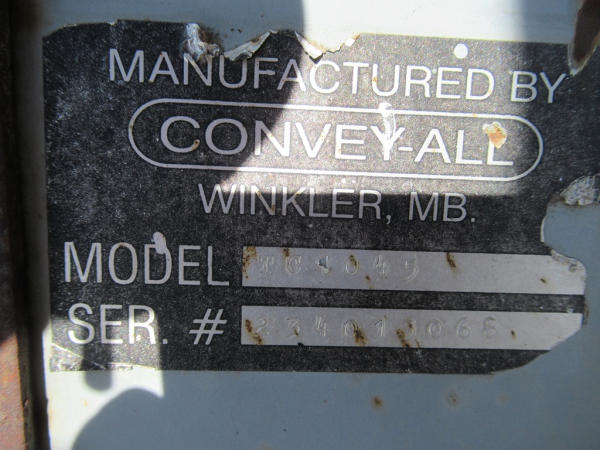 MANUFACTURED BY
CONVEY-ALL
WINKLER, MB.
MODEL
SER. #